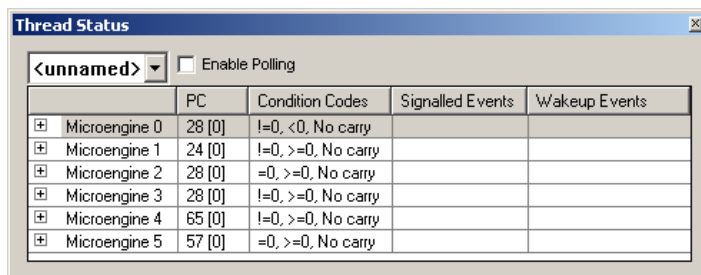 Thread Status
<unnamed> Enable Polling
PC Condition Codes Signalled Events Wakeup Events
Microengine 0 28 [0] !=0, <0, No carry
Microengine 1 24 [0] !=0, >=0, No carry
Microengine 2 28 [0] =0, >=0, No carry
Microengine 3 28 [0] !=0, >=0, No carry
Microengine 4 65 [0] !=0, >=0, No carry
Microengine 5 57 [0] =0, >=0, No carry